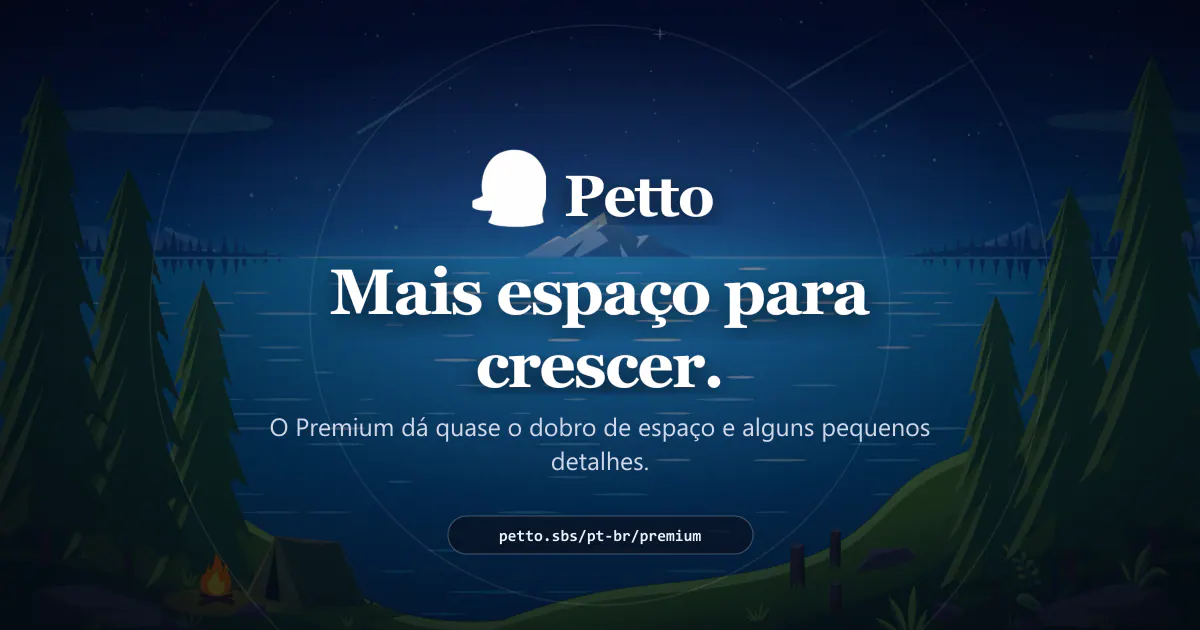 Petto
Mais espaço para
crescer.
O Premium dá quase o dobro de espaço e alguns pequenos
detalhes.
petto.sbs/pt-br/premium